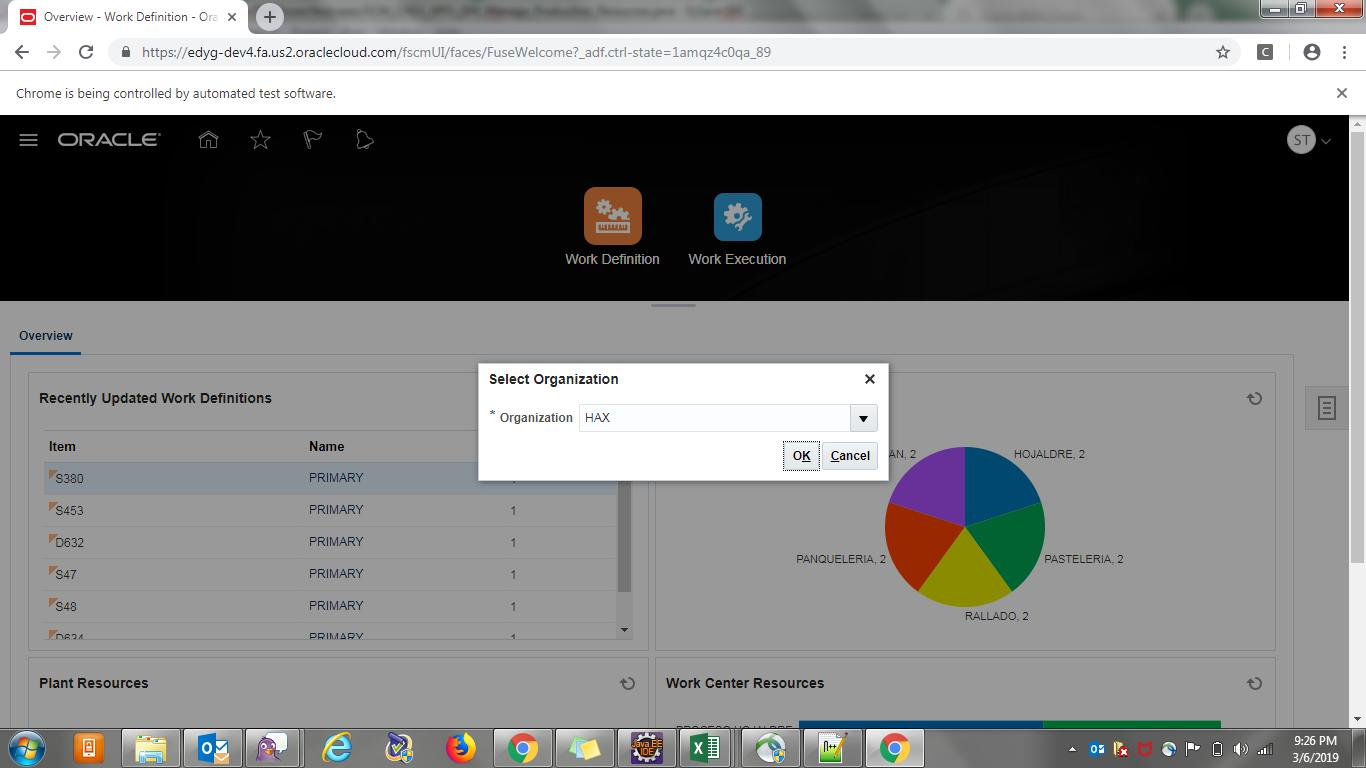 Overview - Work Definition - Ora
https://edyg-dev4.fa.us2.oraclecloud.com/fscmUI/faces/FuseWelcome?_adf.ctrl-state=1amqz4c0qa_89
C
Chrome is being controlled by automated test software.
ORACLE
ST
Work Definition
Work Execution
Overview
Select Organization
* Organization HAX
OK Cancel
Recently Updated Work Definitions
Item Name
S380 PRIMARY
S453 PRIMARY 1
D632 PRIMARY 1
S47 PRIMARY 1
S48 PRIMARY 1
D634 PRIMARY 1
AN, 2
HOJALDRE, 2
PANQUELERIA, 2
PASTELERIA, 2
RALLADO, 2
Plant Resources
Work Center Resources
Java EE
IDE
9:26 PM
3/6/2019